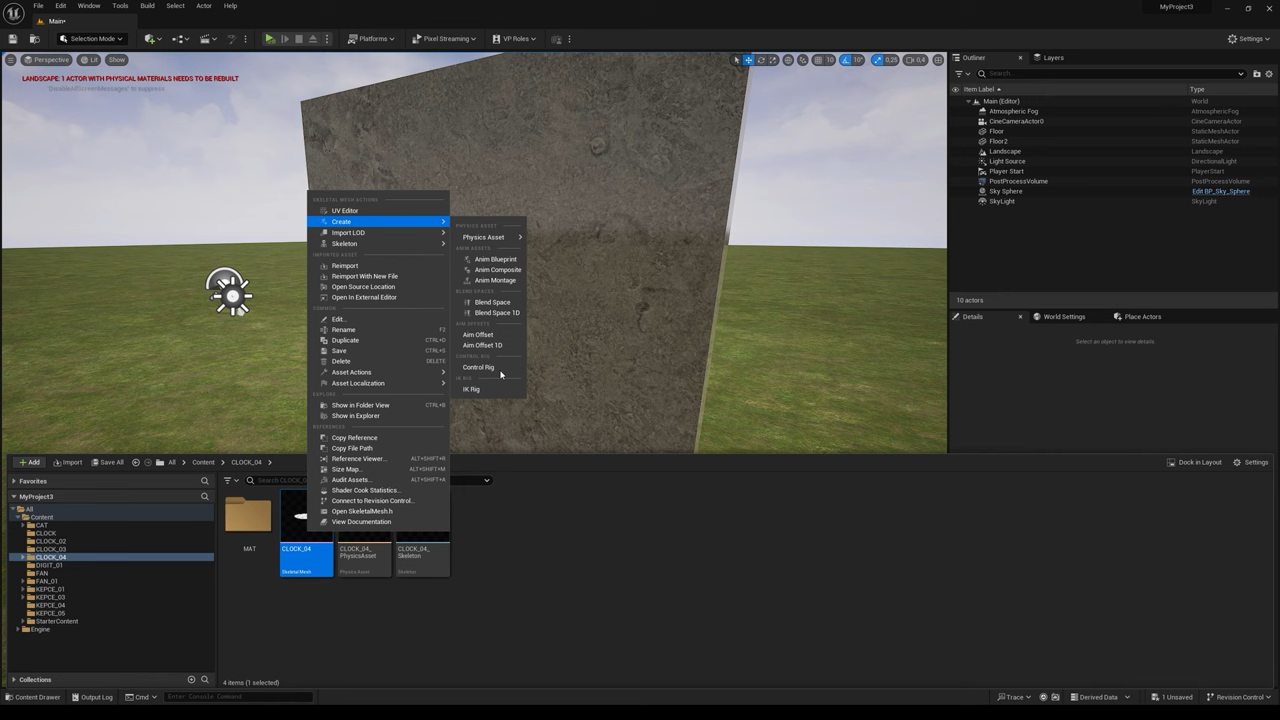 File Edit Window Tools Build Select Actor Help
MyProject3
Main•
Selection Mode
Platforms
Pixel Streaming
VP Roles
Settings
Perspective
Lit
Show
10
10°
0,25
0,4
LANDSCAPE: 1 ACTOR WITH PHYSICAL MATERIALS NEEDS TO BE REBUILT
'DisableAllScreenMessages' to suppress
SKELETAL MESH ACTIONS
UV Editor
Create
Import LOD
Skeleton
IMPORTED ASSET
Reimport
Reimport With New File
Open Source Location
Open In External Editor
COMMON
Edit...
Rename F2
Duplicate CTRL+D
Save CTRL+S
Delete DELETE
Asset Actions
Asset Localization
EXPLORE
Show in Folder View CTRL+B
Show in Explorer
REFERENCES
Copy Reference
Copy File Path
Reference Viewer... ALT+SHIFT+R
Size Map... ALT+SHIFT+M
Audit Assets... ALT+SHIFT+A
Shader Cook Statistics...
Connect to Revision Control...
Open SkeletalMesh.h
View Documentation
PHYSICS ASSET
Physics Asset
ANIM ASSETS
Anim Blueprint
Anim Composite
Anim Montage
BLEND SPACES
Blend Space
Blend Space 1D
AIM OFFSETS
Aim Offset
Aim Offset 1D
CONTROL RIG
Control Rig
IK RIG
IK Rig
Outliner
Layers
Search...
Item Label Type
Main (Editor) World
Atmospheric Fog AtmosphericFog
CineCameraActor0 CineCameraActor
Floor StaticMeshActor
Floor2 StaticMeshActor
Landscape Landscape
Light Source DirectionalLight
Player Start PlayerStart
PostProcessVolume PostProcessVolume
Sky Sphere Edit BP_Sky_Sphere
SkyLight SkyLight
10 actors
Details
World Settings
Place Actors
Select an object to view details.
Add
Import
Save All
All
Content
CLOCK_04
Dock in Layout
Settings
Favorites
MyProject3
All
Content
CAT
CLOCK
CLOCK_02
CLOCK_03
CLOCK_04
DIGIT_01
FAN
FAN_01
KEPCE_01
KEPCE_03
KEPCE_04
KEPCE_05
StarterContent
Engine
Collections
MAT
CLOCK_04
Skeletal Mesh
CLOCK_04_
PhysicsAsset
Physics Asset
CLOCK_04_
Skeleton
Skeleton
4 items (1 selected)
Content Drawer
Output Log
Cmd
Enter Console Command
Trace
Derived Data
1 Unsaved
Revision Control